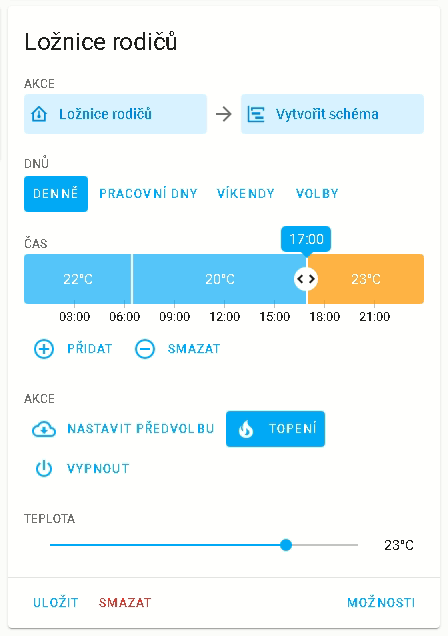 Ložnice rodičů
AKCE
Ložnice rodičů Vytvořit schéma
DNŮ
DENNĚ PRACOVNÍ DNY VÍKENDY VOLBY
ČAS
17:00
22°C 20°C 23°C
03:00 06:00 09:00 12:00 15:00 18:00 21:00
PŘIDAT SMAZAT
AKCE
NASTAVIT PŘEDVOLBU TOPENÍ
VYPNOUT
TEPLOTA
23°C
ULOŽIT SMAZAT MOŽNOSTI